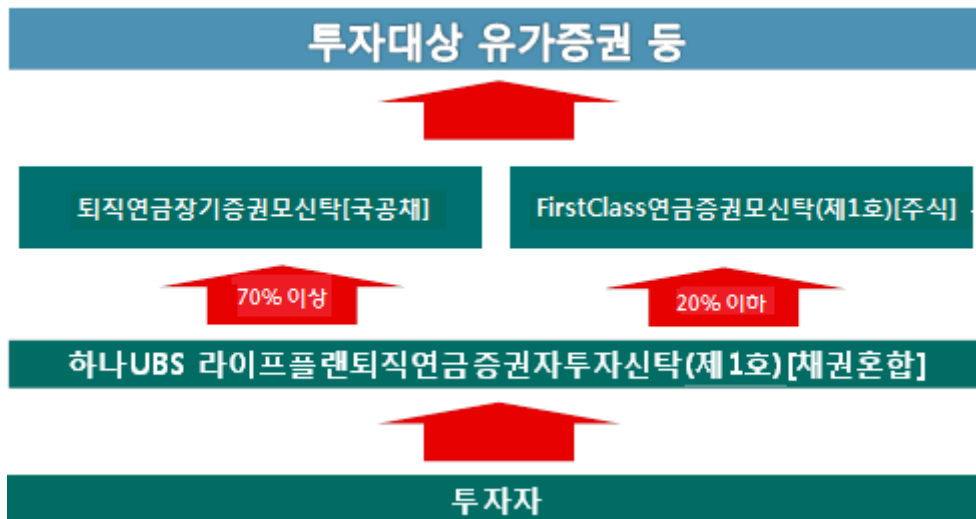 투자대상 유가증권 등
퇴직연금장기증권모신탁[국공채]
FirstClass연금증권모신탁(제1호)[주식]
70% 이상
20% 이하
하나UBS 라이프플랜퇴직연금증권자투자신탁(제1호)[채권혼합]
투자자